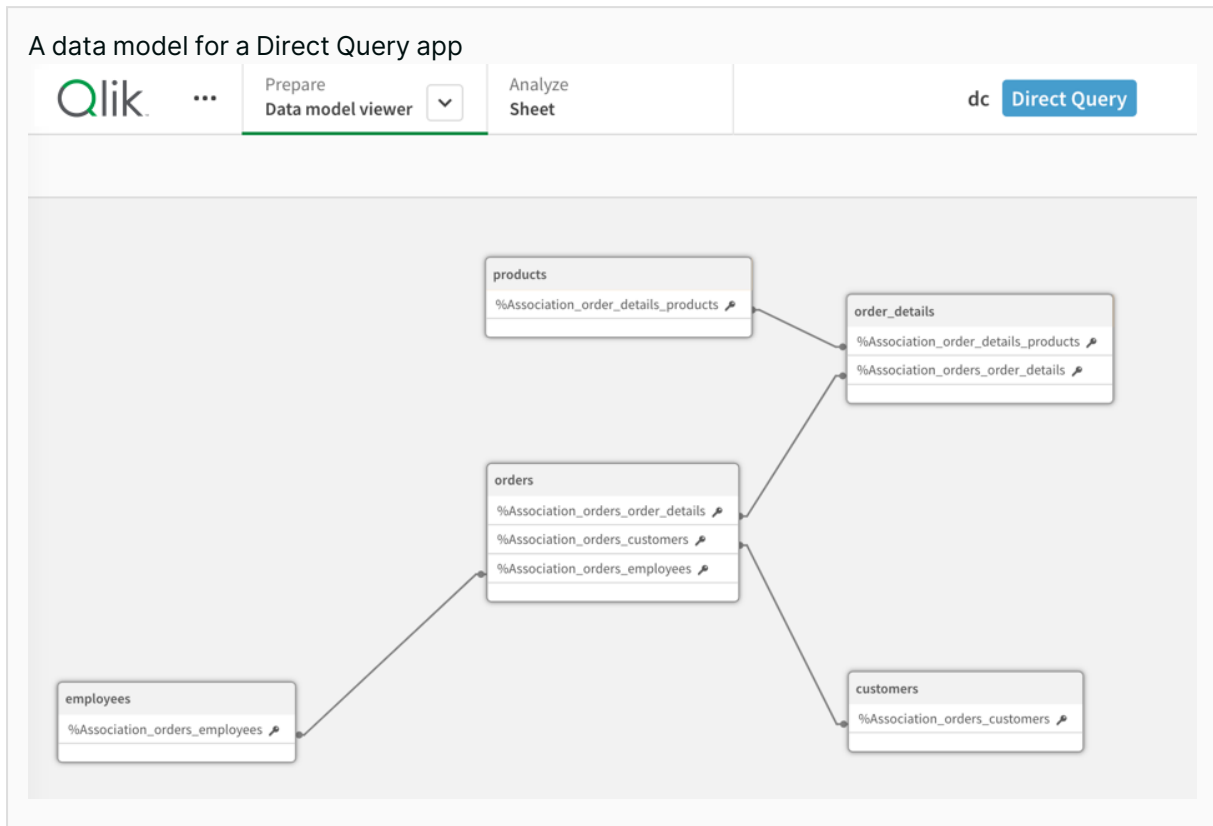 A data model for a Direct Query app
Qlik
Prepare
Data model viewer
Analyze
Sheet
dc
Direct Query
products
%Association_order_details_products
order_details
%Association_order_details_products
%Association_orders_order_details
orders
%Association_orders_order_details
%Association_orders_customers
%Association_orders_employees
employees
%Association_orders_employees
customers
%Association_orders_customers